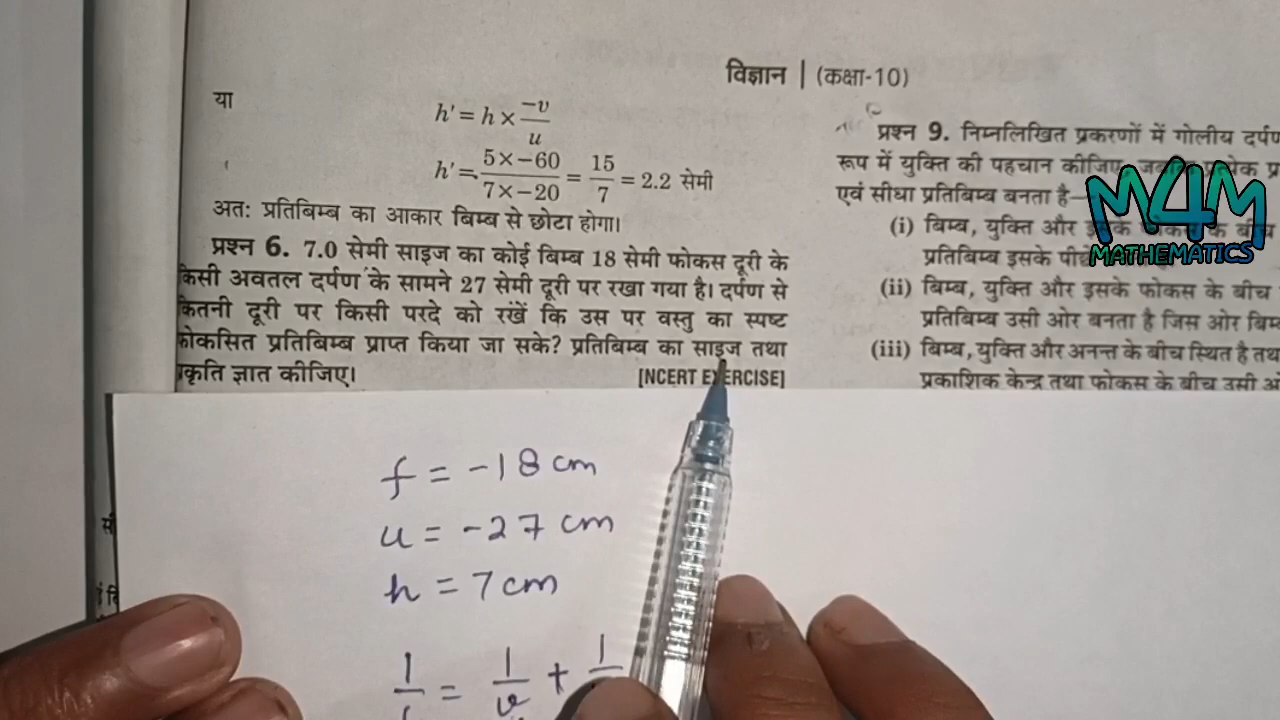 विज्ञान | (कक्षा-10)
या
h' = h × −v/u
h' = 5×−60/7×−20 = 15/7 = 2.2 सेमी
अतः प्रतिबिम्ब का आकार बिम्ब से छोटा होगा।
प्रश्न 6. 7.0 सेमी साइज का कोई बिम्ब 18 सेमी फोकस दूरी के
किसी अवतल दर्पण के सामने 27 सेमी दूरी पर रखा गया है। दर्पण से
कितनी दूरी पर किसी परदे को रखें कि उस पर वस्तु का स्पष्ट
फोकसित प्रतिबिम्ब प्राप्त किया जा सके? प्रतिबिम्ब का साइज तथा
प्रकृति ज्ञात कीजिए।
[NCERT EXERCISE]
f = -18 cm
u = -27 cm
h = 7 cm
1/ = 1/v + 1/
प्रश्न 9. निम्नलिखित प्रकरणों में गोलीय
रूप में युक्ति की पहचान कीजिए,
एवं सीधा प्रतिबिम्ब बनता है—
(i) बिम्ब, युक्ति और के बीच
प्रतिबिम्ब इसके
(ii) बिम्ब, युक्ति और इसके फोकस के बीच
प्रतिबिम्ब उसी ओर बनता है जिस ओर
(iii) बिम्ब, युक्ति और अनन्त के बीच स्थित है
प्रकाशिक केन्द्र तथा फोकस के बीच उसी
M4M
MATHEMATICS